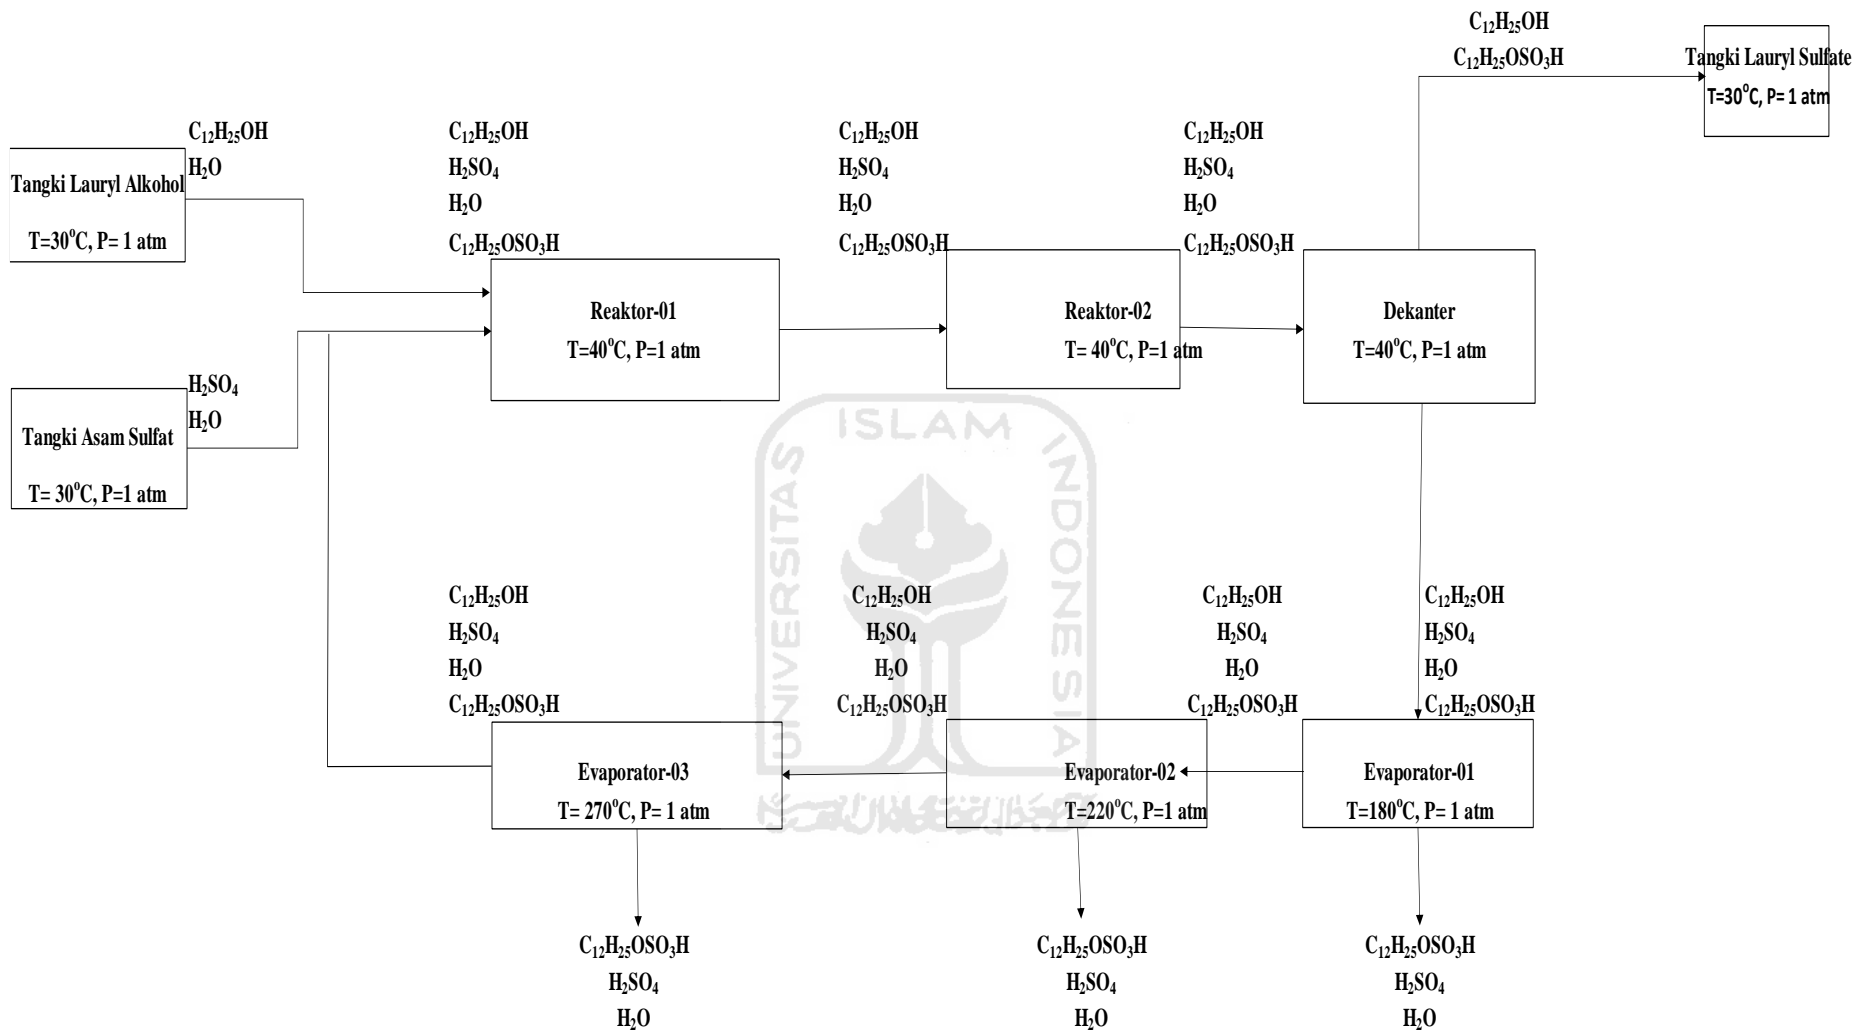 C₁₂H₂₅OH
C₁₂H₂₅OSO₃H
Tangki Lauryl Sulfate
T=30°C, P= 1 atm
C₁₂H₂₅OH
H₂O
Tangki Lauryl Alkohol
T=30°C, P= 1 atm
C₁₂H₂₅OH
H₂SO₄
H₂O
C₁₂H₂₅OSO₃H
C₁₂H₂₅OH
H₂SO₄
H₂O
C₁₂H₂₅OSO₃H
C₁₂H₂₅OH
H₂SO₄
H₂O
C₁₂H₂₅OSO₃H
Reaktor-01
T=40°C, P=1 atm
Reaktor-02
T= 40°C, P=1 atm
Dekanter
T=40°C, P=1 atm
H₂SO₄
H₂O
Tangki Asam Sulfat
T= 30°C, P=1 atm
UNIVERSITAS
ISLAM
INDONESIA
C₁₂H₂₅OH
H₂SO₄
H₂O
C₁₂H₂₅OSO₃H
C₁₂H₂₅OH
H₂SO₄
H₂O
C₁₂H₂₅OSO₃H
C₁₂H₂₅OH
H₂SO₄
H₂O
C₁₂H₂₅OSO₃H
C₁₂H₂₅OH
H₂SO₄
H₂O
C₁₂H₂₅OSO₃H
Evaporator-03
T= 270°C, P= 1 atm
Evaporator-02
T=220°C, P=1 atm
Evaporator-01
T=180°C, P= 1 atm
C₁₂H₂₅OSO₃H
H₂SO₄
H₂O
C₁₂H₂₅OSO₃H
H₂SO₄
H₂O
C₁₂H₂₅OSO₃H
H₂SO₄
H₂O